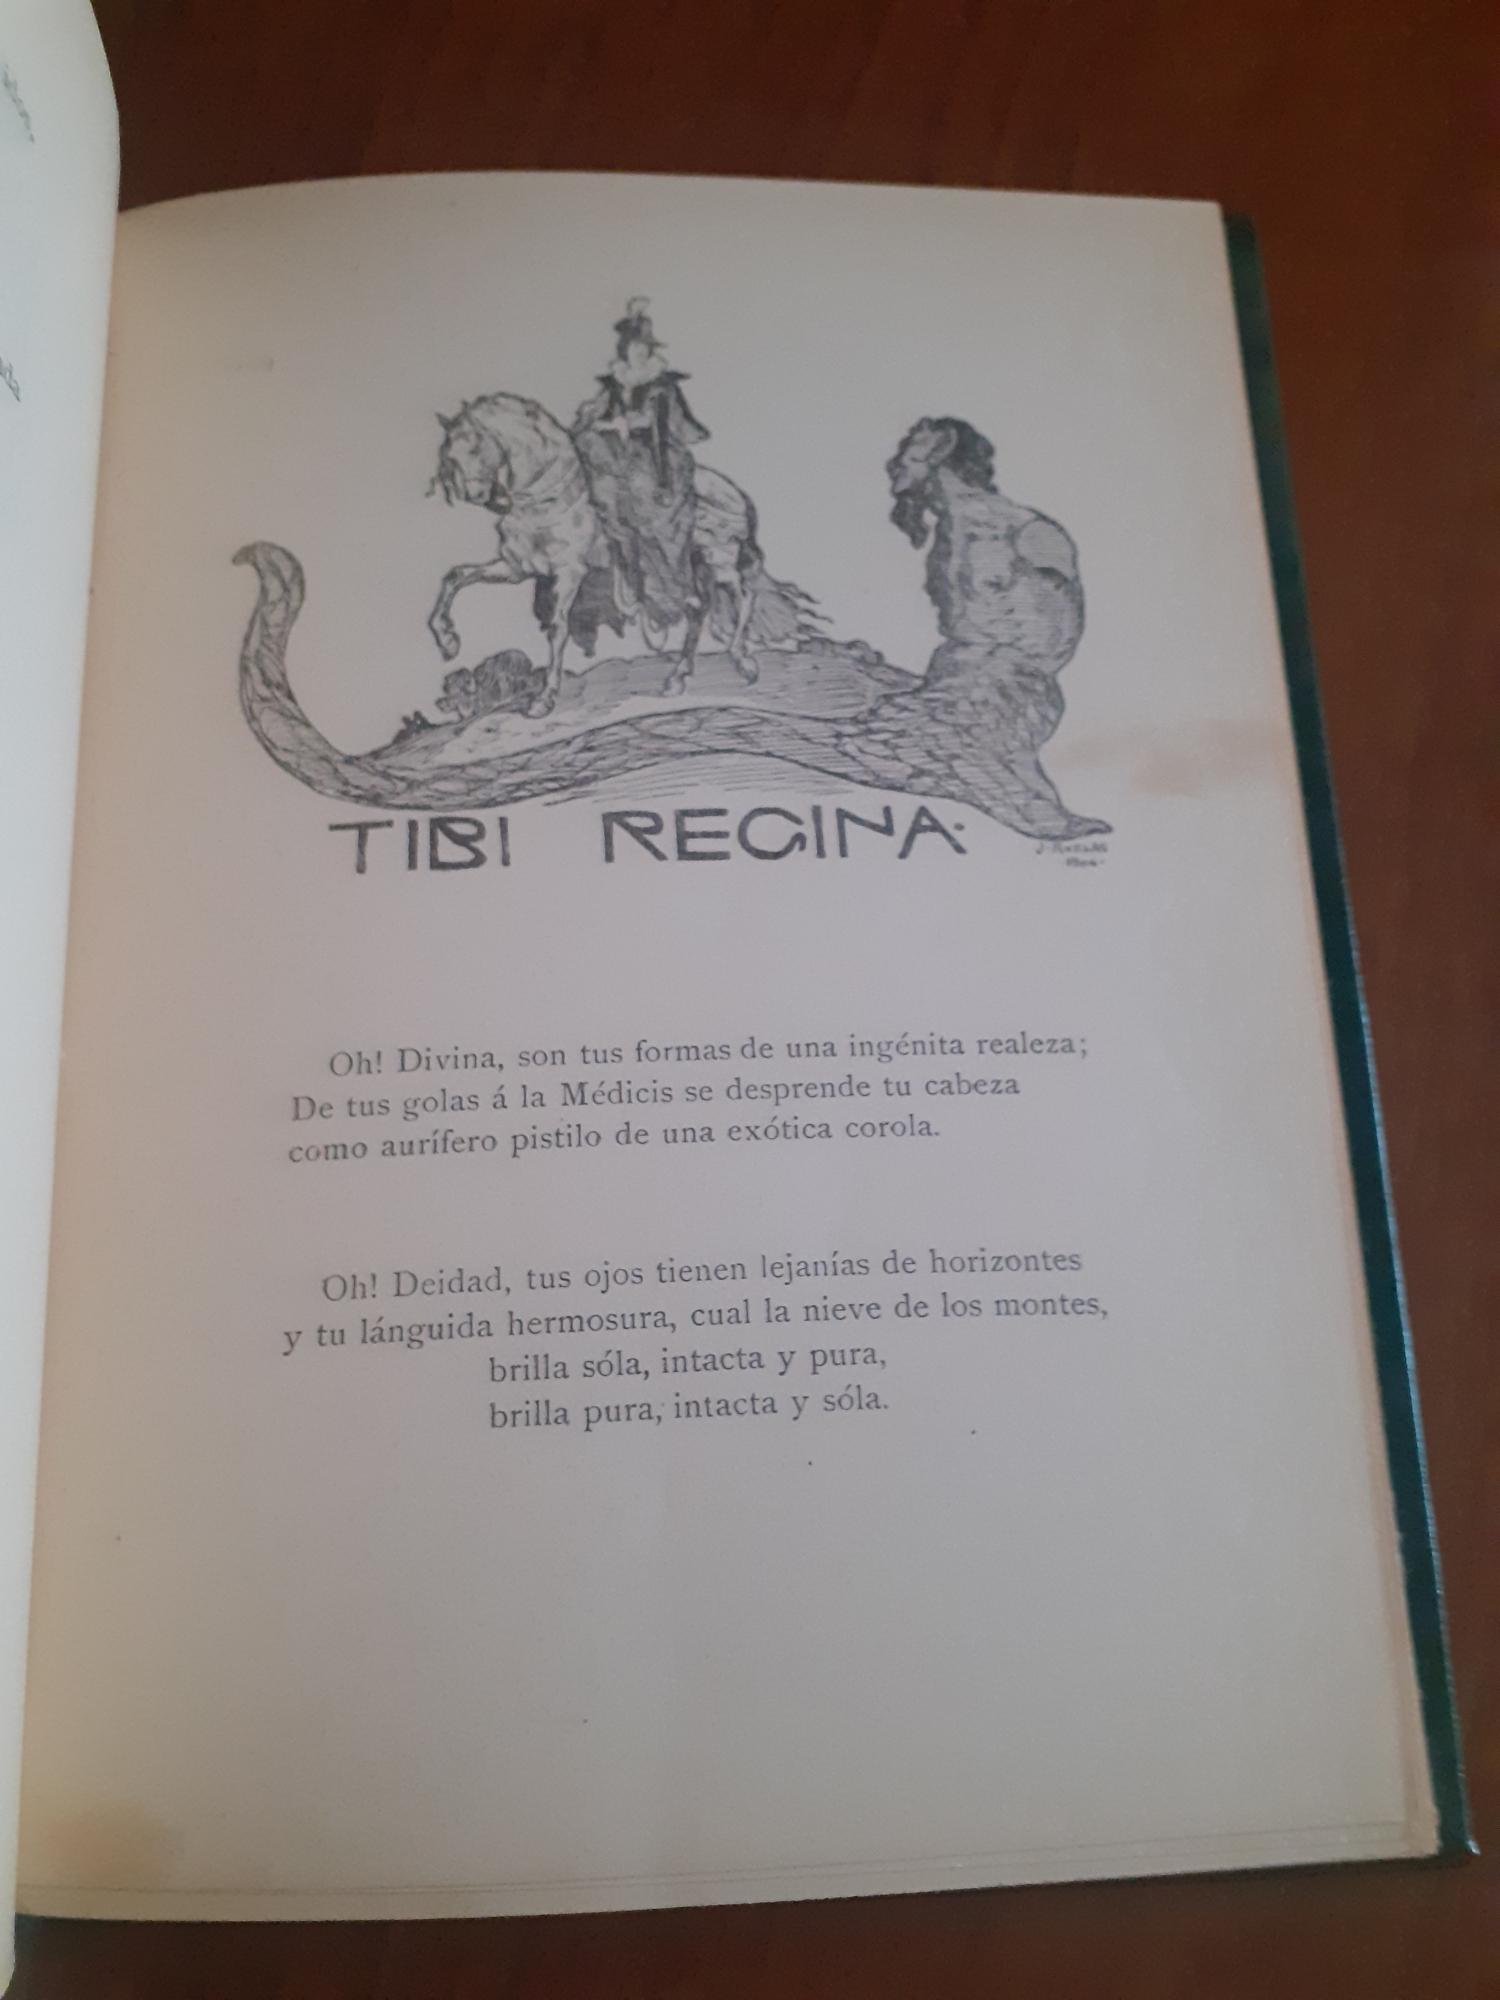 TIBI REGINA.
J. RUELAS
1904.
Oh! Divina, son tus formas de una ingénita realeza;
De tus golas á la Médicis se desprende tu cabeza
como aurífero pistilo de una exótica corola.
Oh! Deidad, tus ojos tienen lejanías de horizontes
y tu lánguida hermosura, cual la nieve de los montes,
brilla sóla, intacta y pura,
brilla pura, intacta y sóla.